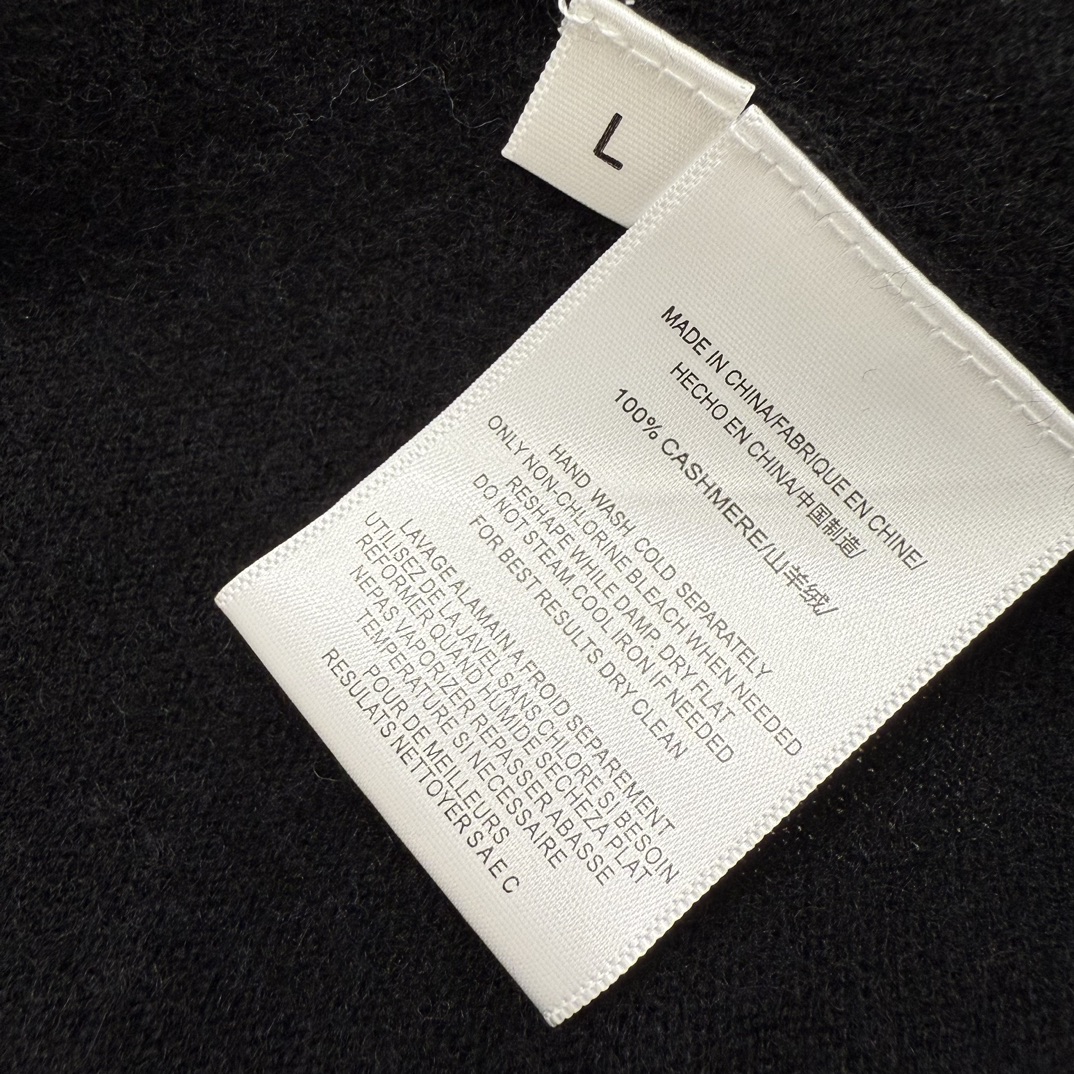 L
MADE IN CHINA/FABRIQUE EN CHINE/
HECHO EN CHINA/中国制造/
100% CASHMERE/山羊绒/
HAND WASH COLD SEPARATELY
ONLY NON-CHLORINE BLEACH WHEN NEEDED
RESHAPE WHILE DAMP. DRY FLAT
DO NOT STEAM COOL IRON IF NEEDED
FOR BEST RESULTS DRY CLEAN
LAVAGE ALAMAIN A FROID SEPAREMENT
UTILISEZ DE LA JAVEL SANS CHLORE SI BESOIN
REFORMER QUAND HUMIDE SECHEZA PLAT
NEPAS VAPORIZER REPASSER ABASSE
TEMPERATURE SI NECESSAIRE
POUR DE MEILLEURS
RESULATS NETTOYER S A E C